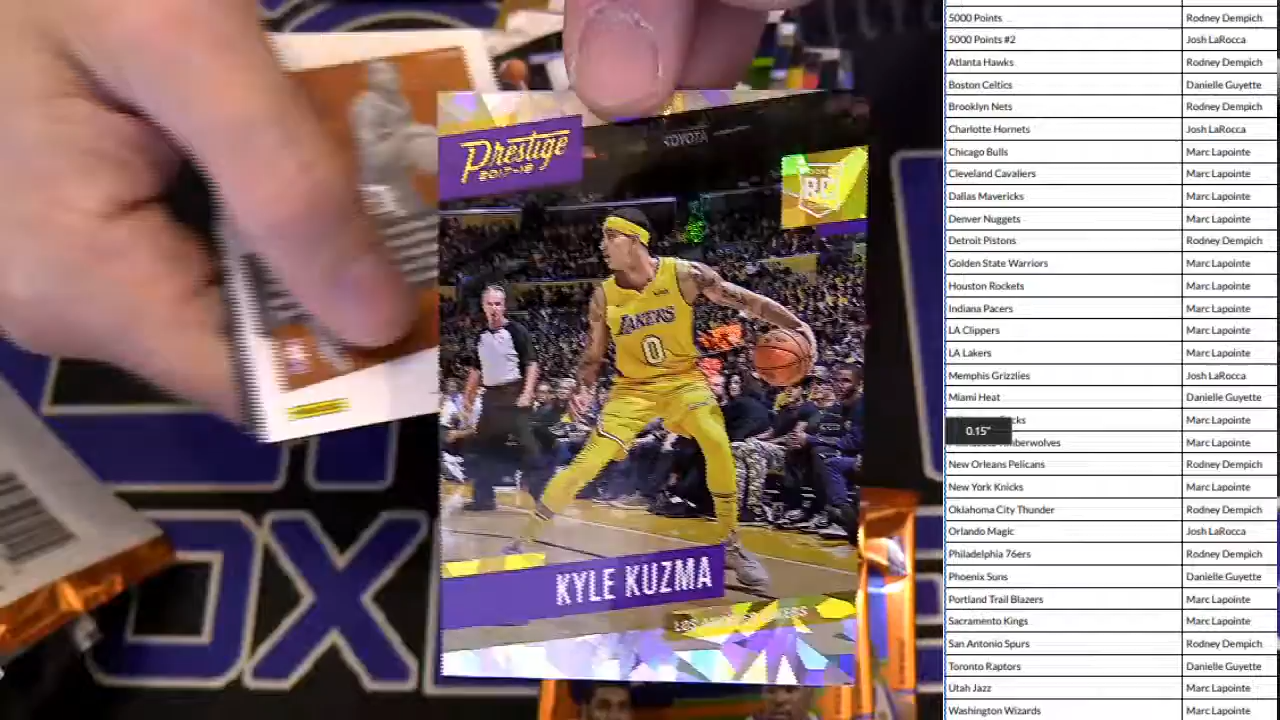 Prestige
2017-18
TOYOTA
RC
LAKERS
0
KYLE KUZMA
5000 Points Rodney Dempich
5000 Points #2 Josh LaRocca
Atlanta Hawks Rodney Dempich
Boston Celtics Danielle Guyette
Brooklyn Nets Rodney Dempich
Charlotte Hornets Josh LaRocca
Chicago Bulls Marc Lapointe
Cleveland Cavaliers Marc Lapointe
Dallas Mavericks Marc Lapointe
Denver Nuggets Marc Lapointe
Detroit Pistons Rodney Dempich
Golden State Warriors Marc Lapointe
Houston Rockets Marc Lapointe
Indiana Pacers Marc Lapointe
LA Clippers Marc Lapointe
LA Lakers Marc Lapointe
Memphis Grizzlies Josh LaRocca
Miami Heat Danielle Guyette
Marc Lapointe
0.15"
Marc Lapointe
New Orleans Pelicans Rodney Dempich
New York Knicks Marc Lapointe
Oklahoma City Thunder Rodney Dempich
Orlando Magic Josh LaRocca
Philadelphia 76ers Rodney Dempich
Phoenix Suns Danielle Guyette
Portland Trail Blazers Marc Lapointe
Sacramento Kings Marc Lapointe
San Antonio Spurs Rodney Dempich
Toronto Raptors Danielle Guyette
Utah Jazz Marc Lapointe
Washington Wizards Marc Lapointe